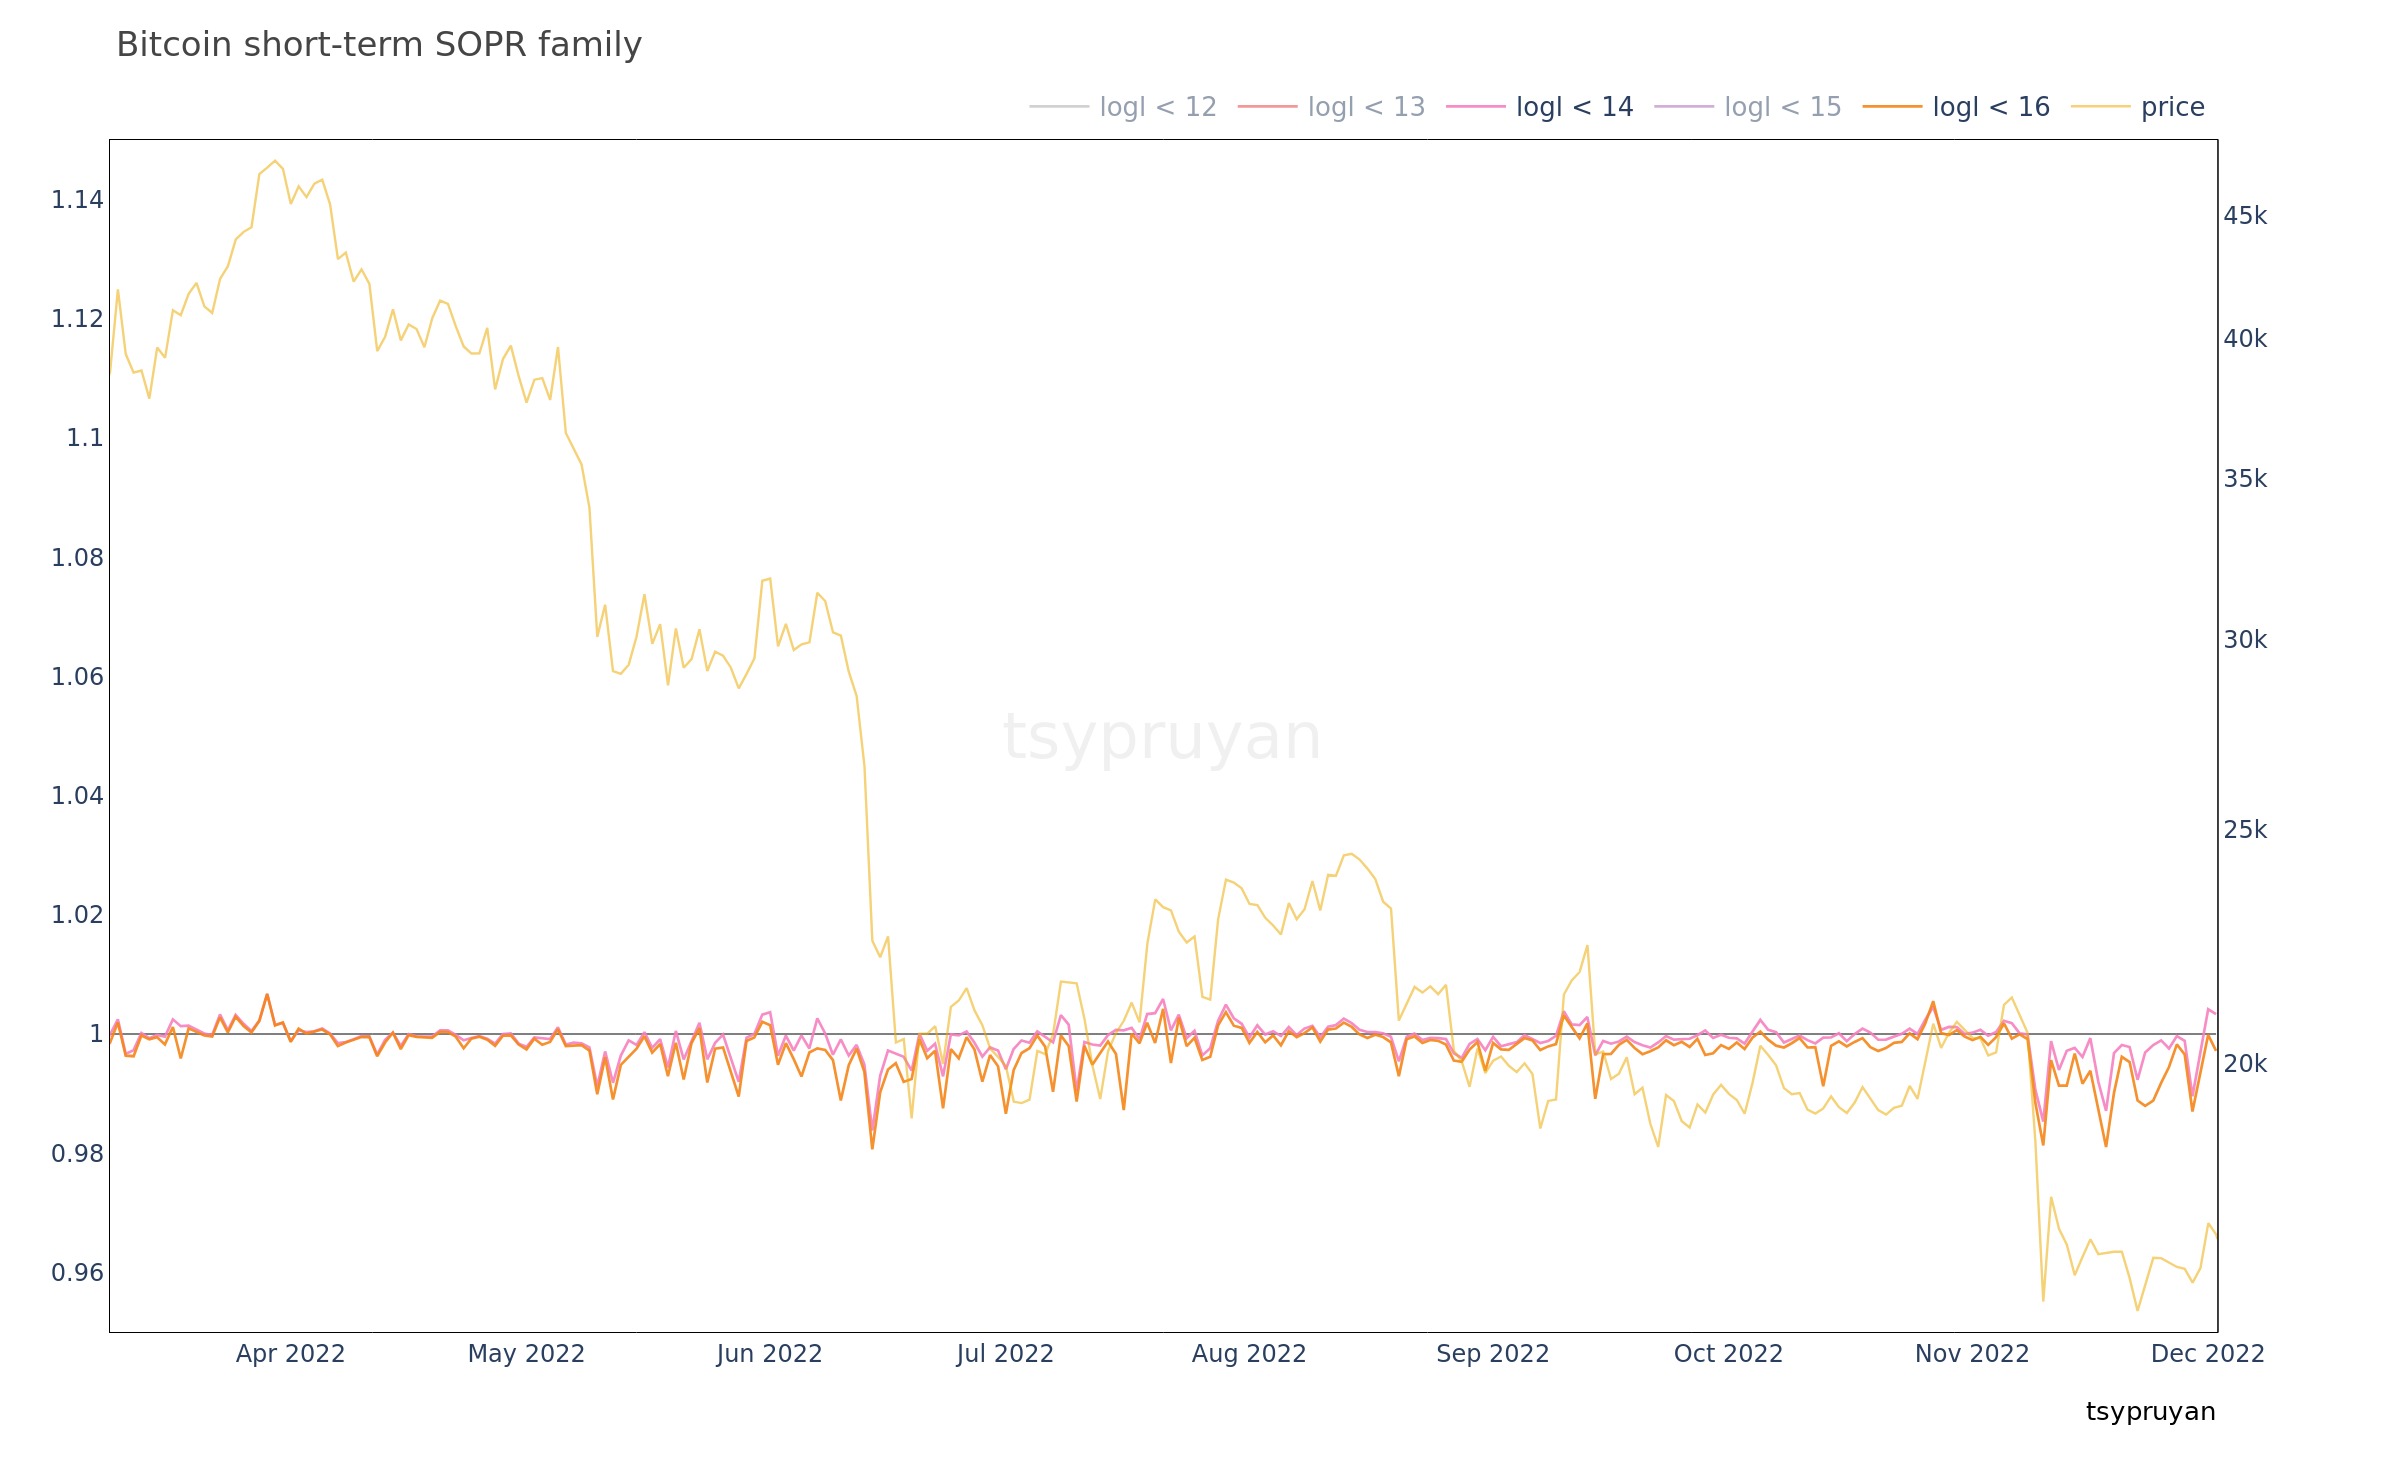 Bitcoin short-term SOPR family
logl < 12 logl < 13 logl < 14 logl < 15 logl < 16 price
1.14
1.12
1.1
1.08
1.06
1.04
1.02
1
0.98
0.96
45k
40k
35k
30k
25k
20k
tsypruyan
Apr 2022 May 2022 Jun 2022 Jul 2022 Aug 2022 Sep 2022 Oct 2022 Nov 2022 Dec 2022
tsypruyan